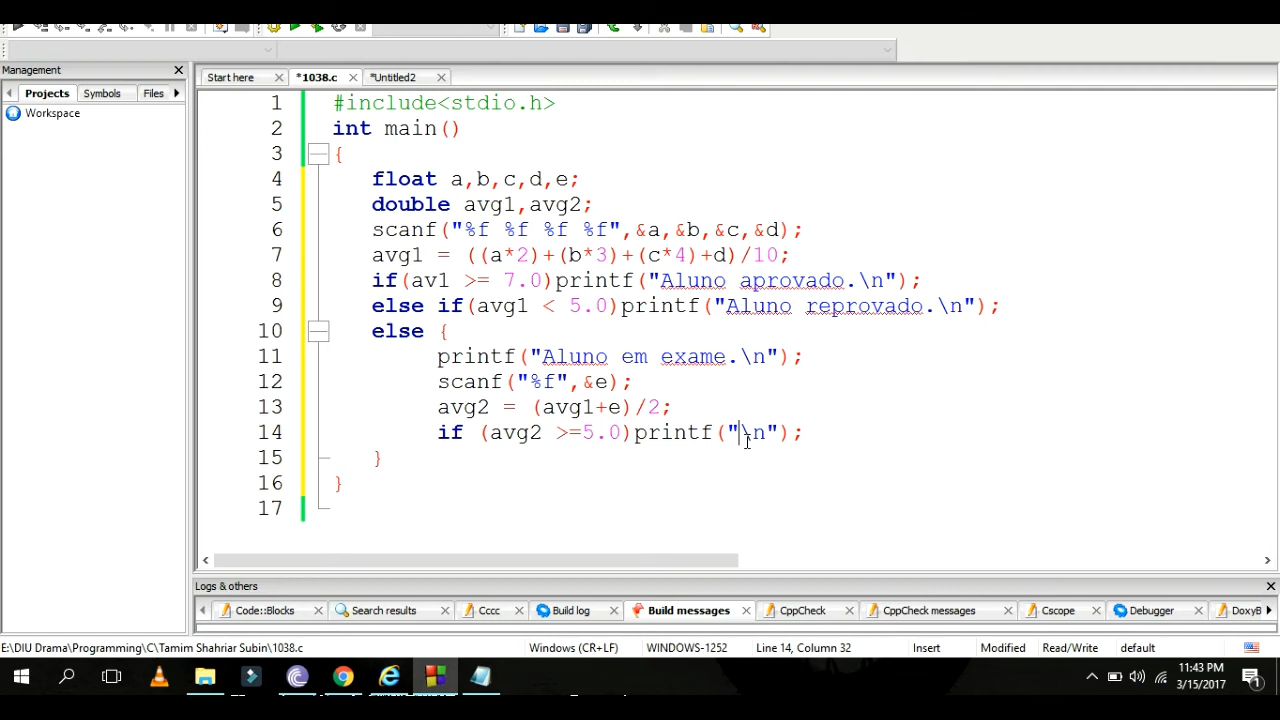 Management
Projects Symbols Files
Workspace
Start here *1038.c *Untitled2
1 #include<stdio.h>
2 int main()
3 {
4 float a,b,c,d,e;
5 double avg1,avg2;
6 scanf("%f %f %f %f",&a,&b,&c,&d);
7 avg1 = ((a*2)+(b*3)+(c*4)+d)/10;
8 if(av1 >= 7.0)printf("Aluno aprovado.\n");
9 else if(avg1 < 5.0)printf("Aluno reprovado.\n");
10 else {
11 printf("Aluno em exame.\n");
12 scanf("%f",&e);
13 avg2 = (avg1+e)/2;
14 if (avg2 >=5.0)printf("\n");
15 }
16 }
17
Logs & others
Code::Blocks Search results Cccc Build log Build messages CppCheck CppCheck messages Cscope Debugger DoxyB
E:\DIU Drama\Programming\C\Tamim Shahriar Subin\1038.c Windows (CR+LF) WINDOWS-1252 Line 14, Column 32 Insert Modified Read/Write default
11:43 PM
3/15/2017
1